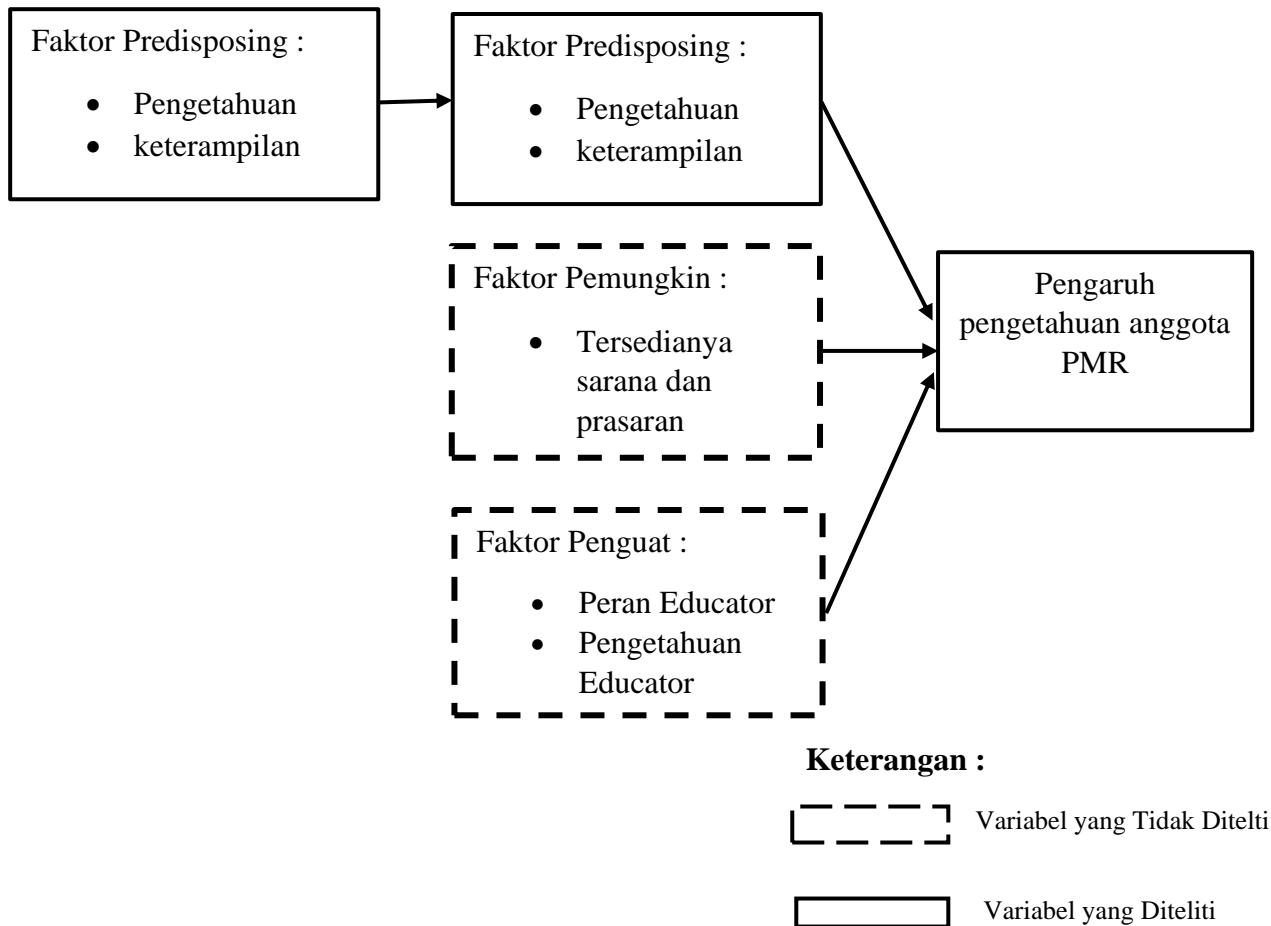 Faktor Predisposing :
• Pengetahuan
• keterampilan
Faktor Predisposing :
• Pengetahuan
• keterampilan
Faktor Pemungkin :
• Tersedianya
sarana dan
prasaran
Faktor Penguat :
• Peran Educator
• Pengetahuan
Educator
Pengaruh
pengetahuan anggota
PMR
Keterangan :
Variabel yang Tidak Ditelti
Variabel yang Diteliti